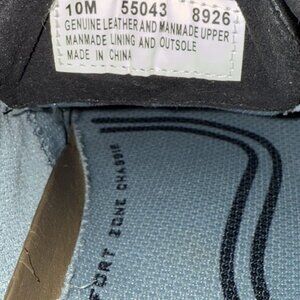 10M 55043 8926
GENUINE LEATHER AND MANMADE UPPER
MANMADE LINING AND OUTSOLE
MADE IN CHINA
FORT ZONE CHASSIS